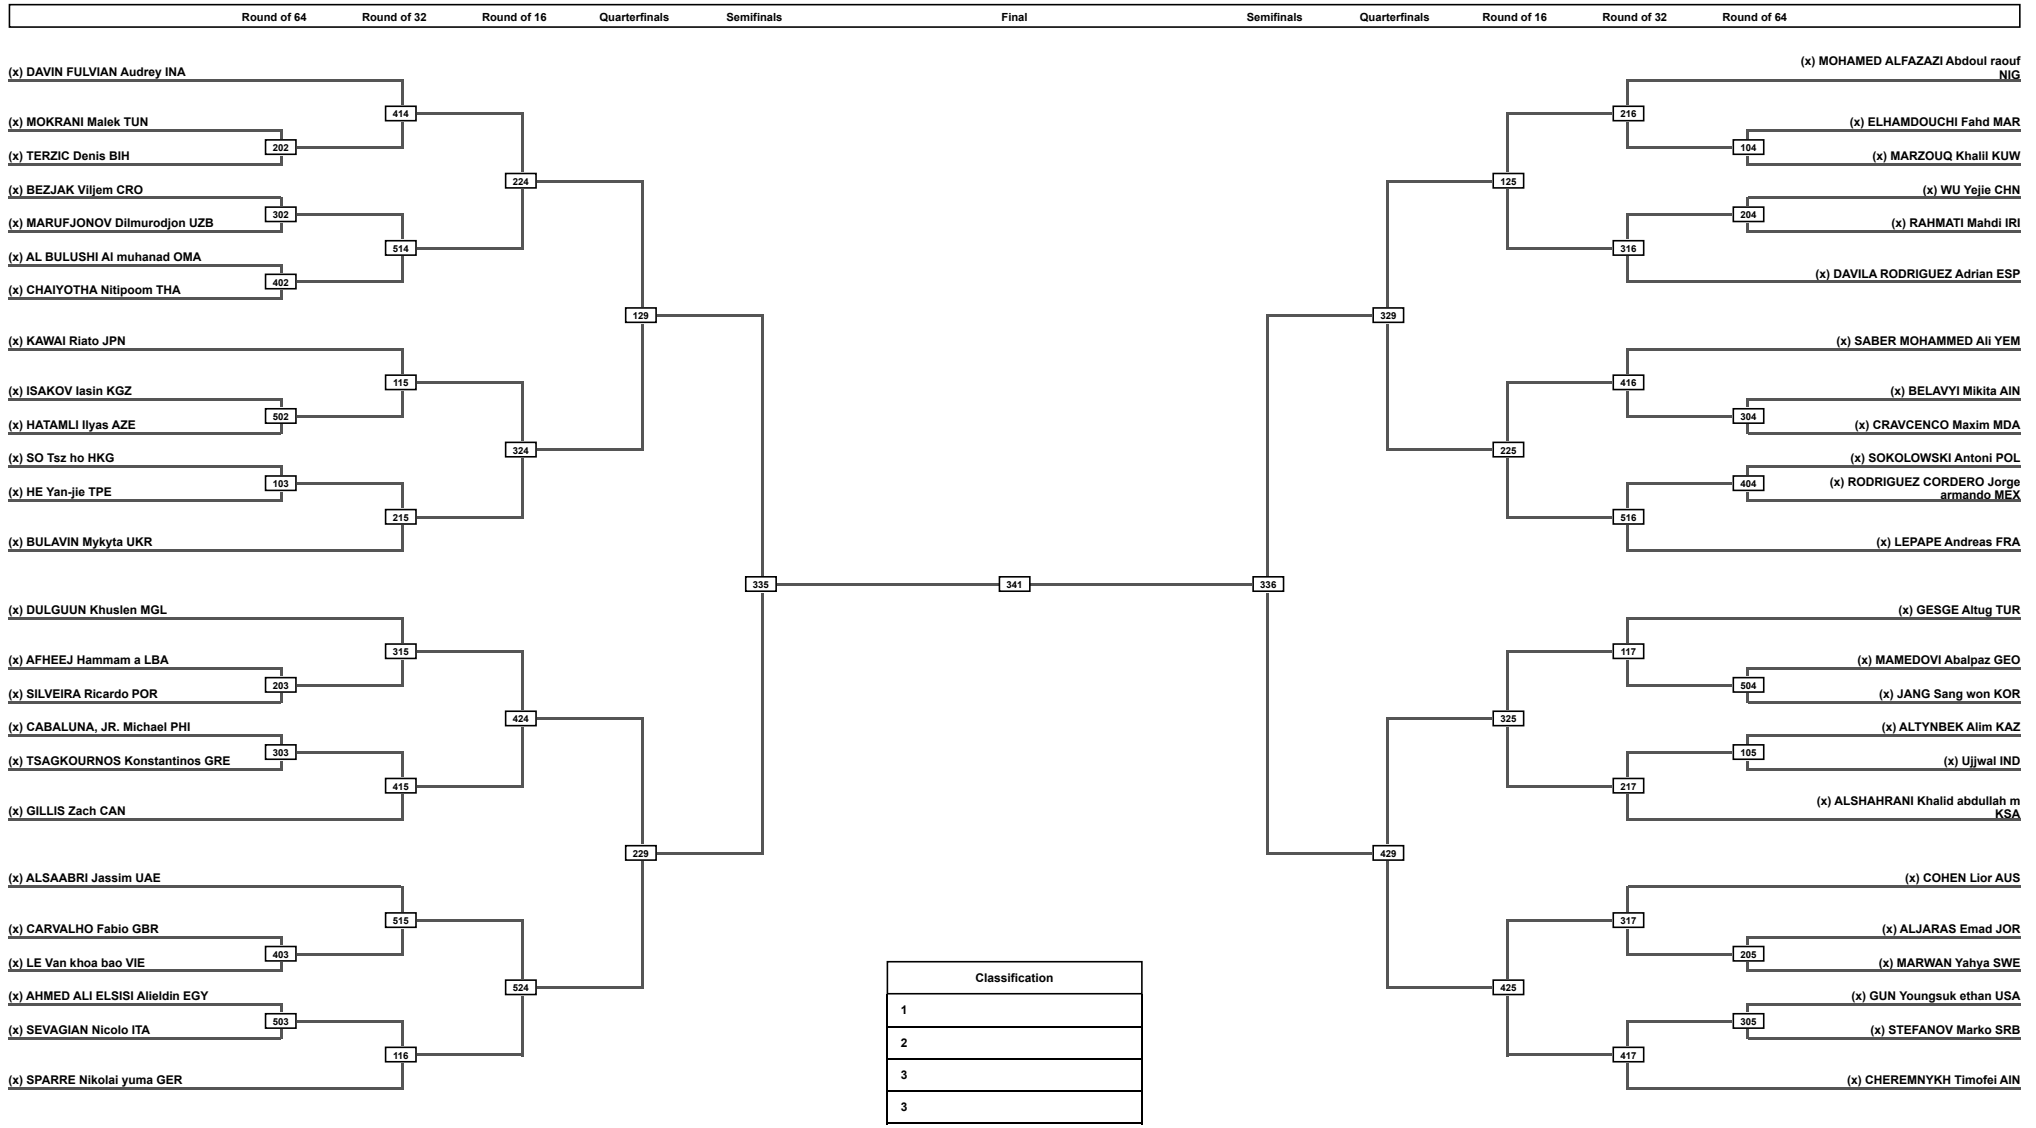 Round of 64 Round of 32 Round of 16 Quarterfinals Semifinals Final Semifinals Quarterfinals Round of 16 Round of 32 Round of 64
(x) DAVIN FULVIAN Audrey INA
414
(x) MOKRANI Malek TUN
202
(x) TERZIC Denis BIH
224
(x) BEZJAK Viljem CRO
302
(x) MARUFJONOV Dilmurodjon UZB
514
(x) AL BULUSHI Al muhanad OMA
402
(x) CHAIYOTHA Nitipoom THA
129
(x) KAWAI Riato JPN
115
(x) ISAKOV Iasin KGZ
502
(x) HATAMLI Ilyas AZE
324
(x) SO Tsz ho HKG
103
(x) HE Yan-jie TPE
215
(x) BULAVIN Mykyta UKR
335
(x) DULGUUN Khuslen MGL
315
(x) AFHEEJ Hammam a LBA
203
(x) SILVEIRA Ricardo POR
424
(x) CABALUNA, JR. Michael PHI
303
(x) TSAGKOURNOS Konstantinos GRE
415
(x) GILLIS Zach CAN
229
(x) ALSAABRI Jassim UAE
515
(x) CARVALHO Fabio GBR
403
(x) LE Van khoa bao VIE
524
(x) AHMED ALI ELSISI Alieldin EGY
503
(x) SEVAGIAN Nicolo ITA
116
(x) SPARRE Nikolai yuma GER
341
(x) MOHAMED ALFAZAZI Abdoul raouf
NIG
216
(x) ELHAMDOUCHI Fahd MAR
104
(x) MARZOUQ Khalil KUW
125
(x) WU Yejie CHN
204
(x) RAHMATI Mahdi IRI
316
(x) DAVILA RODRIGUEZ Adrian ESP
329
(x) SABER MOHAMMED Ali YEM
416
(x) BELAVYI Mikita AIN
304
(x) CRAVCENCO Maxim MDA
225
(x) SOKOLOWSKI Antoni POL
404
(x) RODRIGUEZ CORDERO Jorge
armando MEX
516
(x) LEPAPE Andreas FRA
336
(x) GESGE Altug TUR
117
(x) MAMEDOVI Abalpaz GEO
504
(x) JANG Sang won KOR
325
(x) ALTYNBEK Alim KAZ
105
(x) Ujjwal IND
217
(x) ALSHAHRANI Khalid abdullah m
KSA
429
(x) COHEN Lior AUS
317
(x) ALJARAS Emad JOR
205
(x) MARWAN Yahya SWE
425
(x) GUN Youngsuk ethan USA
305
(x) STEFANOV Marko SRB
417
(x) CHEREMNYKH Timofei AIN
Classification
1
2
3
3